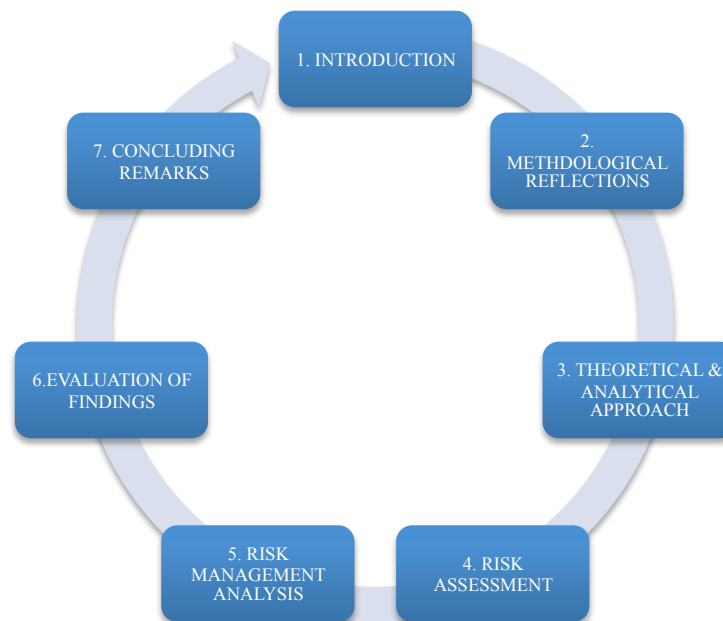 1. INTRODUCTION
2.
METHDOLOGICAL
REFLECTIONS
3. THEORETICAL &
ANALYTICAL
APPROACH
4. RISK
ASSESSMENT
5. RISK
MANAGEMENT
ANALYSIS
6.EVALUATION OF
FINDINGS
7. CONCLUDING
REMARKS